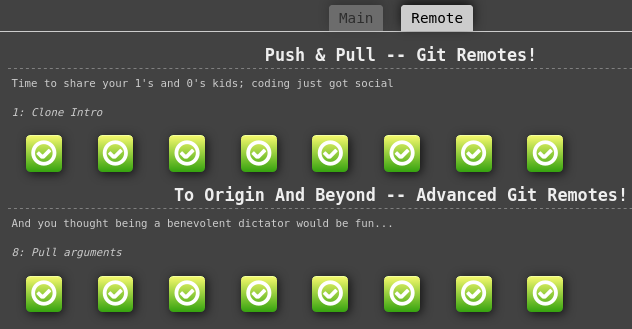 Main Remote
Push & Pull -- Git Remotes!
Time to share your 1's and 0's kids; coding just got social
1: Clone Intro
To Origin And Beyond -- Advanced Git Remotes!
And you thought being a benevolent dictator would be fun...
8: Pull arguments